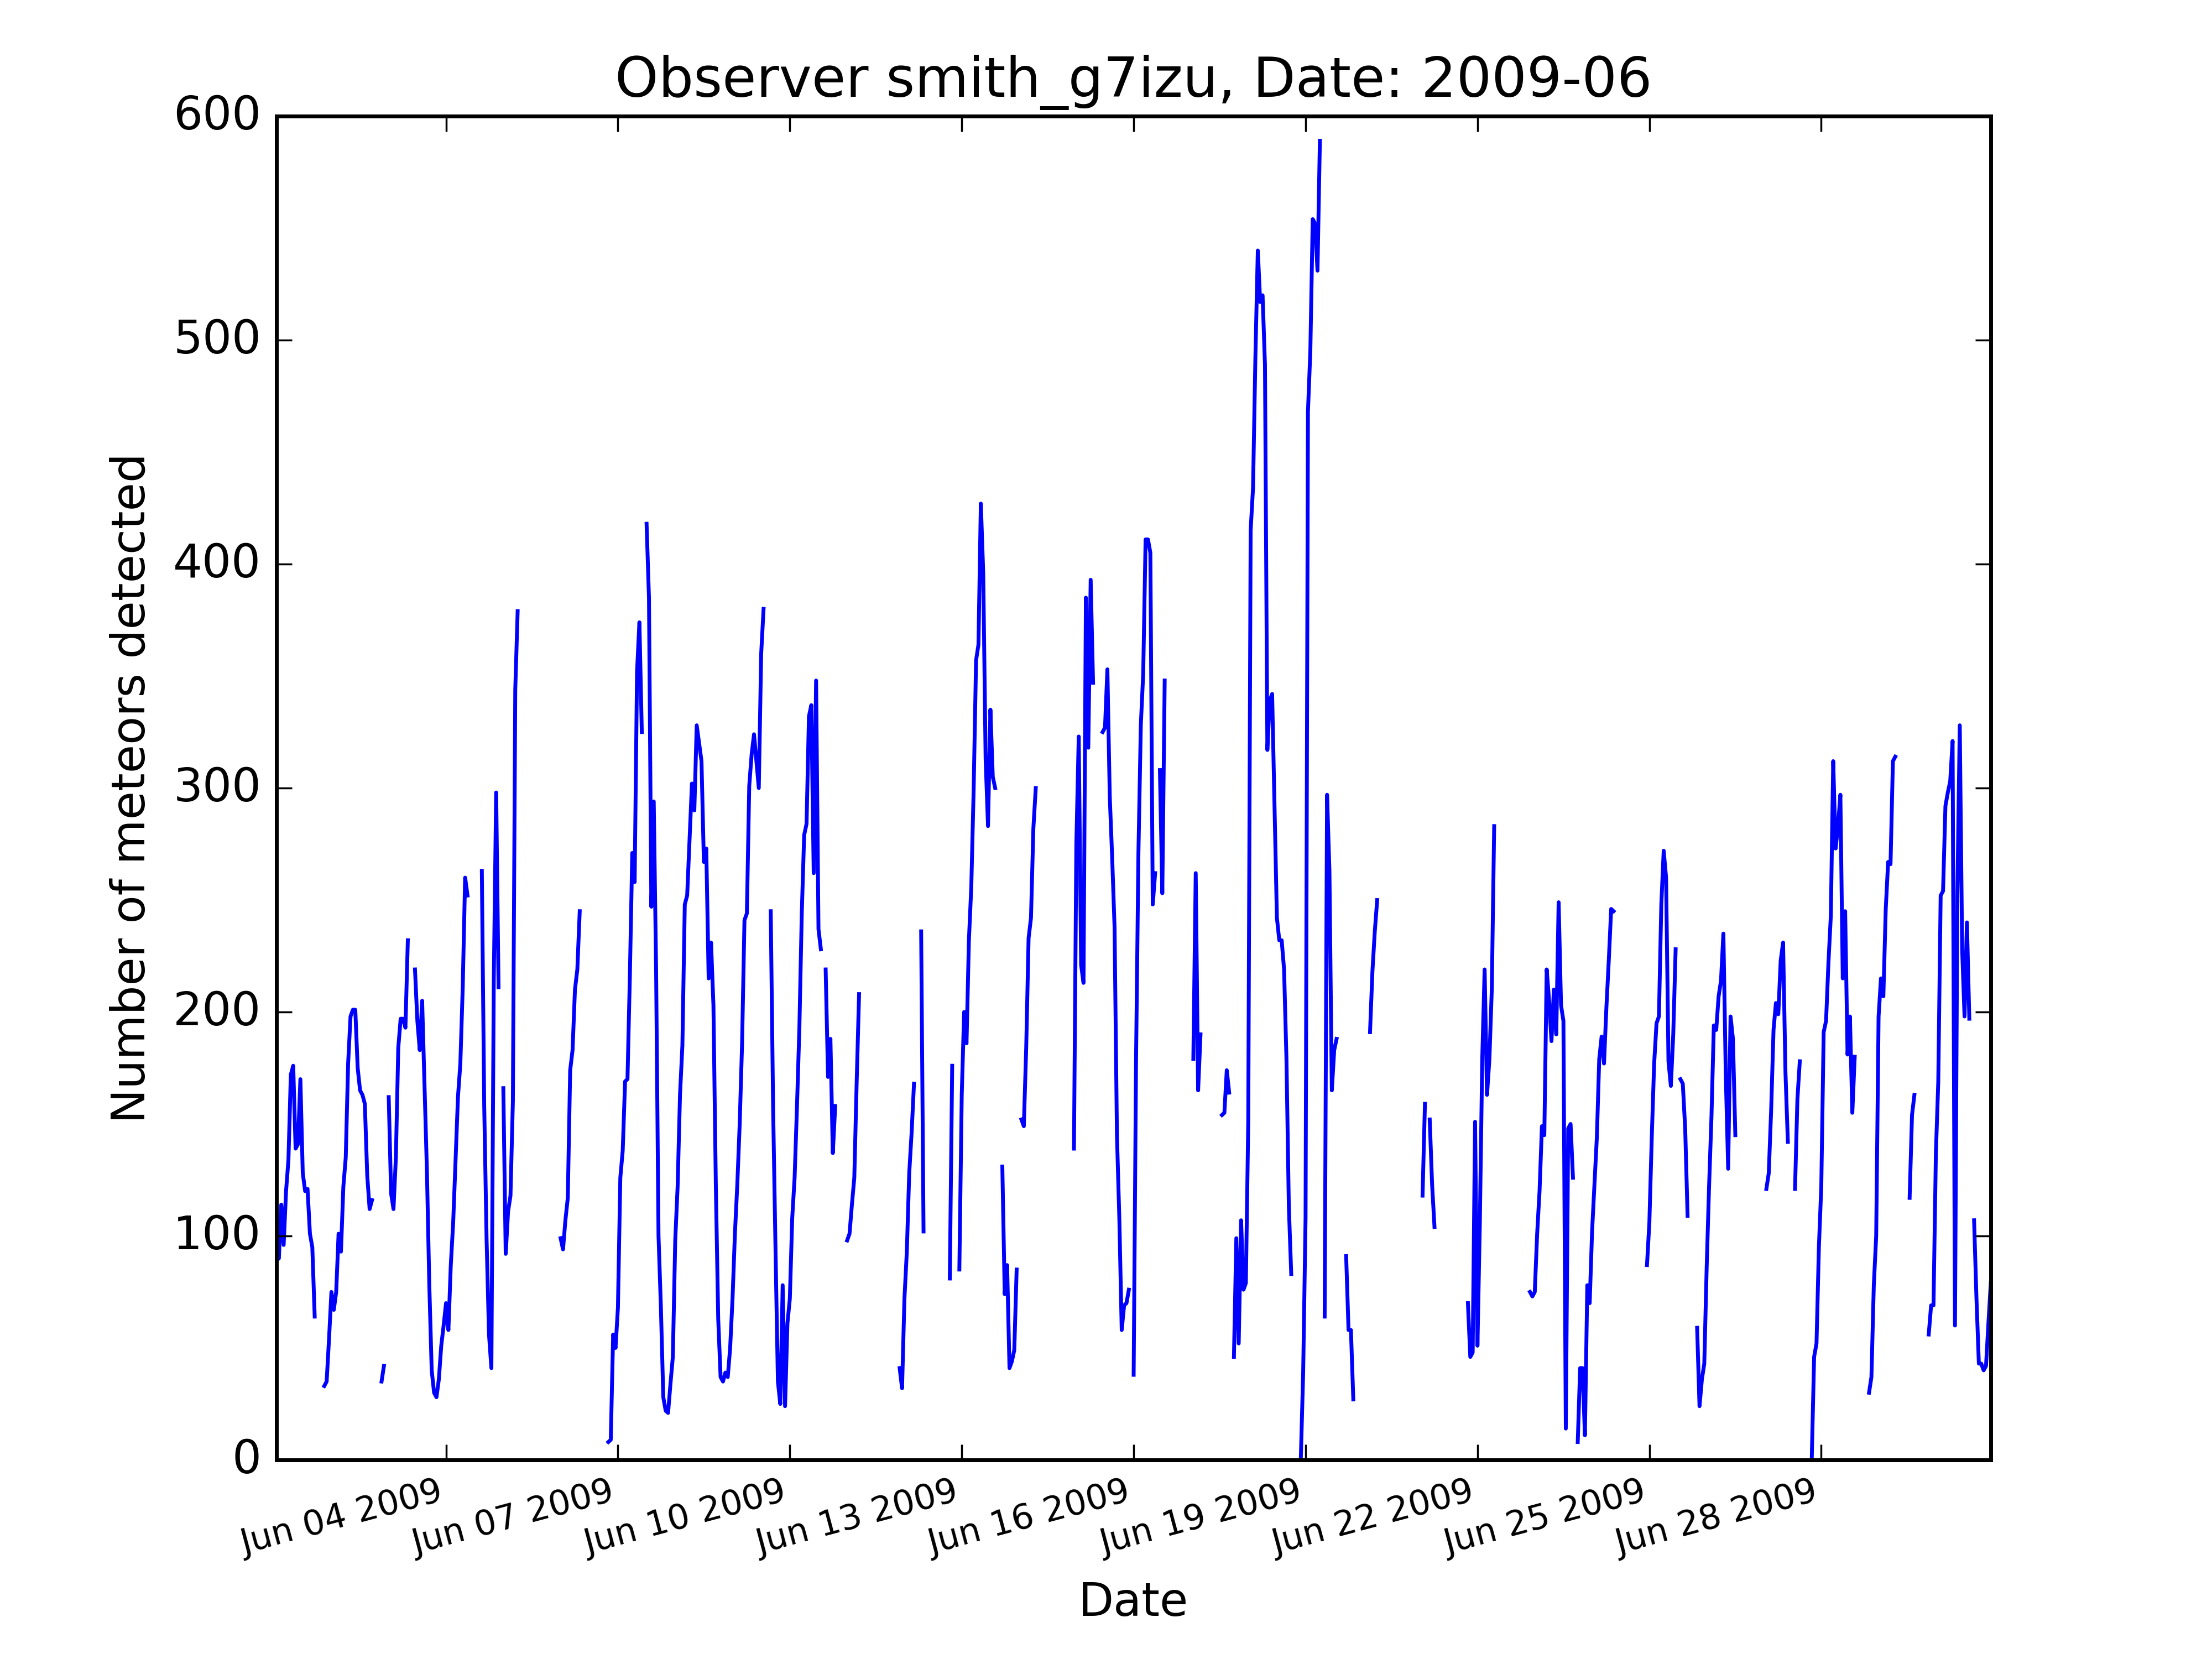 Observer smith_g7izu, Date: 2009-06
Number of meteors detected
600
500
400
300
200
100
0
Jun 04 2009
Jun 07 2009
Jun 10 2009
Jun 13 2009
Jun 16 2009
Jun 19 2009
Jun 22 2009
Jun 25 2009
Jun 28 2009
Date